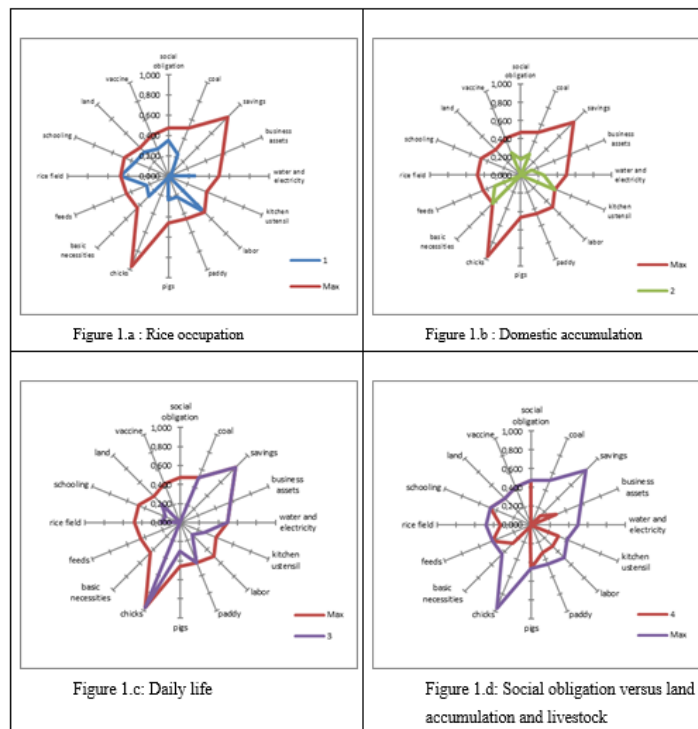 social
obligation
vaccine
coal
land
savings
schooling
business
assets
rice field
water and
electricity
feeds
kitchen
ustensil
basic
necessities
labor
chicks
paddy
pigs
1,000
0,800
0,600
0,400
0,200
0,000
1
Max
Figure 1.a : Rice occupation
social
obligation
vaccine
coal
land
savings
schooling
business
assets
rice field
water and
electricity
feeds
kitchen
ustensil
basic
necessities
labor
chicks
paddy
pigs
1,000
0,800
0,600
0,400
0,200
0,000
Max
2
Figure 1.b : Domestic accumulation
social
obligation
vaccine
coal
land
savings
schooling
business
assets
rice field
water and
electricity
feeds
kitchen
ustensil
basic
necessities
labor
chicks
paddy
pigs
1,000
0,800
0,600
0,400
0,200
0,000
Max
3
Figure 1.c: Daily life
social
obligation
vaccine
coal
land
savings
schooling
business
assets
rice field
water and
electricity
feeds
kitchen
ustensil
basic
necessities
labor
chicks
paddy
pigs
1,000
0,800
0,600
0,400
0,200
0,000
4
Max
Figure 1.d: Social obligation versus land
accumulation and livestock